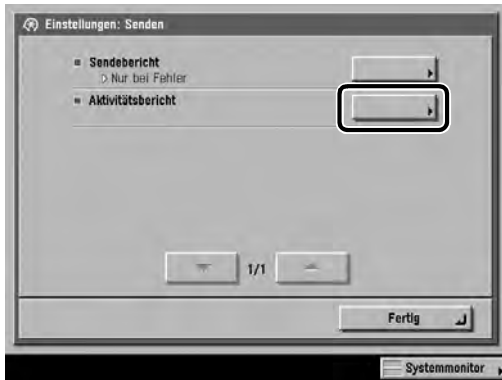 Einstellungen: Senden
Sendebericht
Nur bei Fehler
Aktivitätsbericht
1/1
Fertig
Systemmonitor